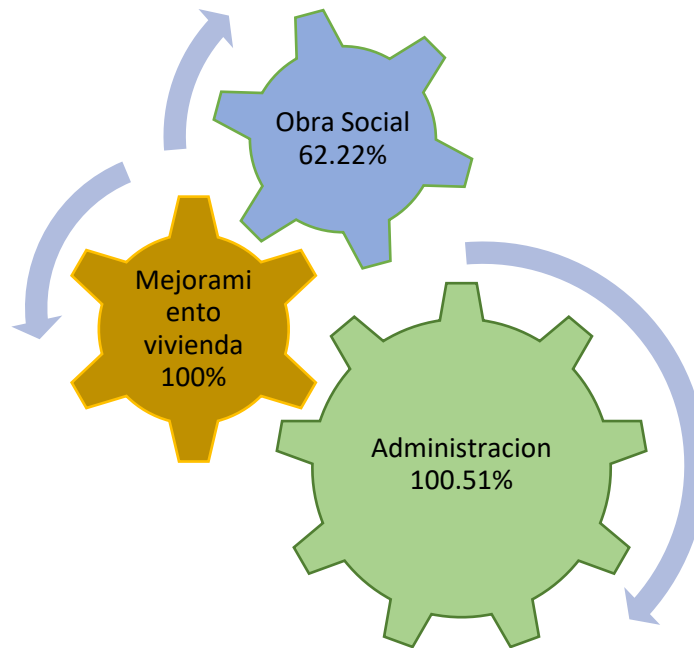 Obra Social
62.22%
Mejorami
ento
vivienda
100%
Administracion
100.51%